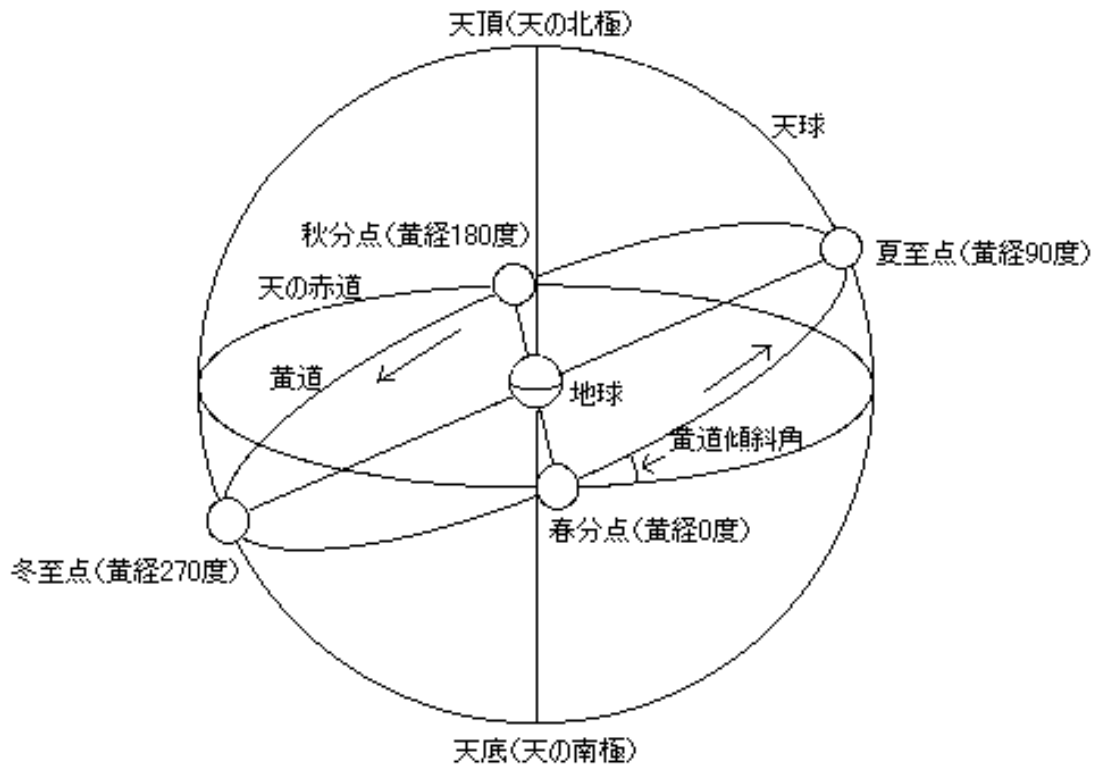 天頂(天の北極)
天球
秋分点(黄経180度)
夏至点(黄経90度)
天の赤道
黄道
地球
黄道傾斜角
春分点(黄経0度)
冬至点(黄経270度)
天底(天の南極)